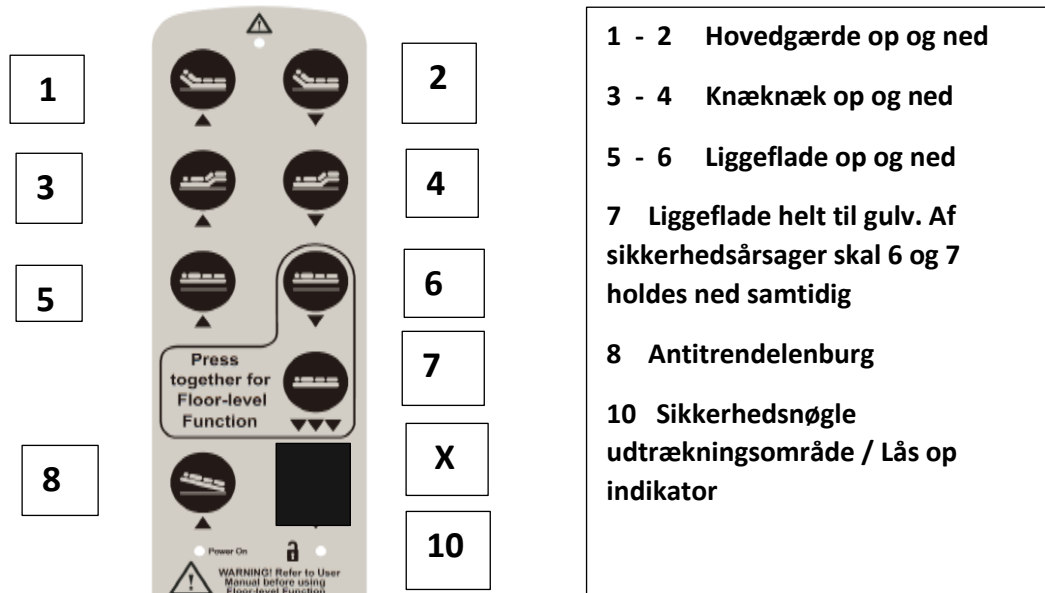 1
2
3
4
5
6
7
8
X
10
Press
together for
Floor-level
Function
Power On
WARNING! Refer to User
Manual before using
Floor-level Function
1 - 2 Hovedgærde op og ned
3 - 4 Knæknæk op og ned
5 - 6 Liggeflade op og ned
7 Liggeflade helt til gulv. Af
sikkerhedsårsager skal 6 og 7
holdes ned samtidig
8 Antitrendelenburg
10 Sikkerhedsnøgle
udtrækningsområde / Lås op
indikator